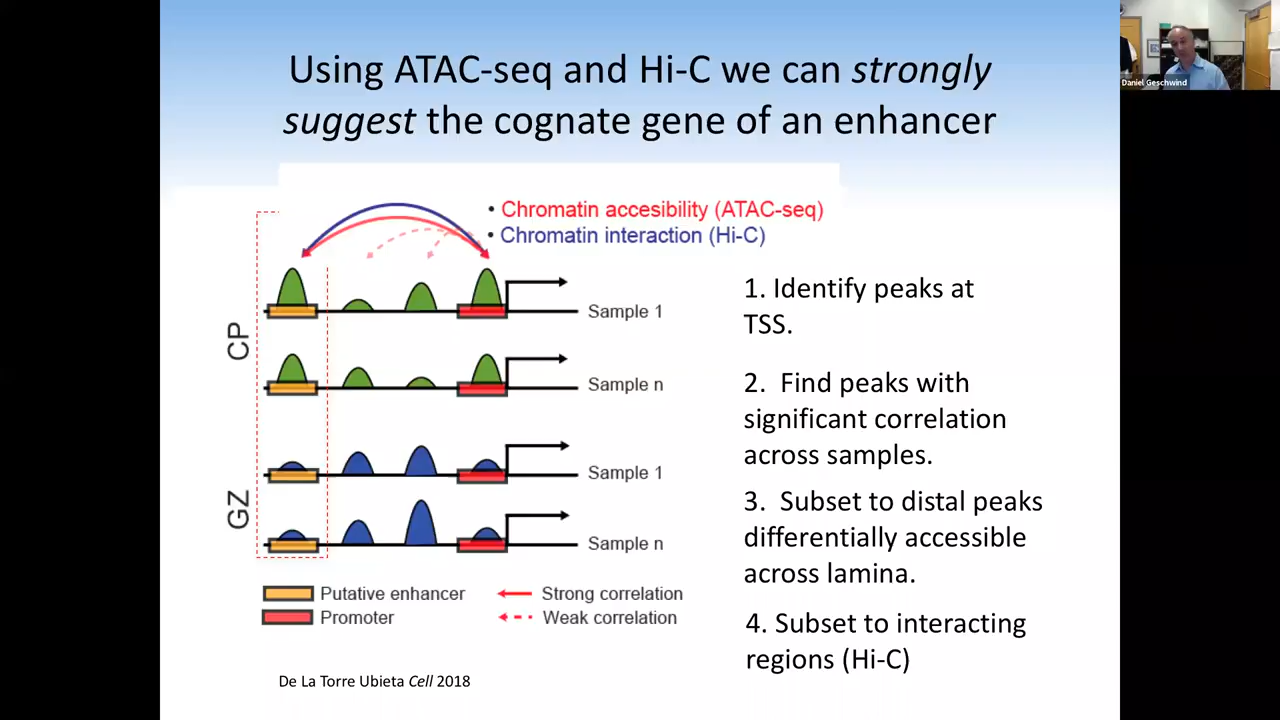 Using ATAC-seq and Hi-C we can strongly
suggest the cognate gene of an enhancer
Daniel Geschwind
• Chromatin accesibility (ATAC-seq)
• Chromatin interaction (Hi-C)
CP
Sample 1
Sample n
GZ
Sample 1
Sample n
Putative enhancer
Strong correlation
Promoter
Weak correlation
1. Identify peaks at
TSS.
2. Find peaks with
significant correlation
across samples.
3. Subset to distal peaks
differentially accessible
across lamina.
4. Subset to interacting
regions (Hi-C)
De La Torre Ubieta Cell 2018